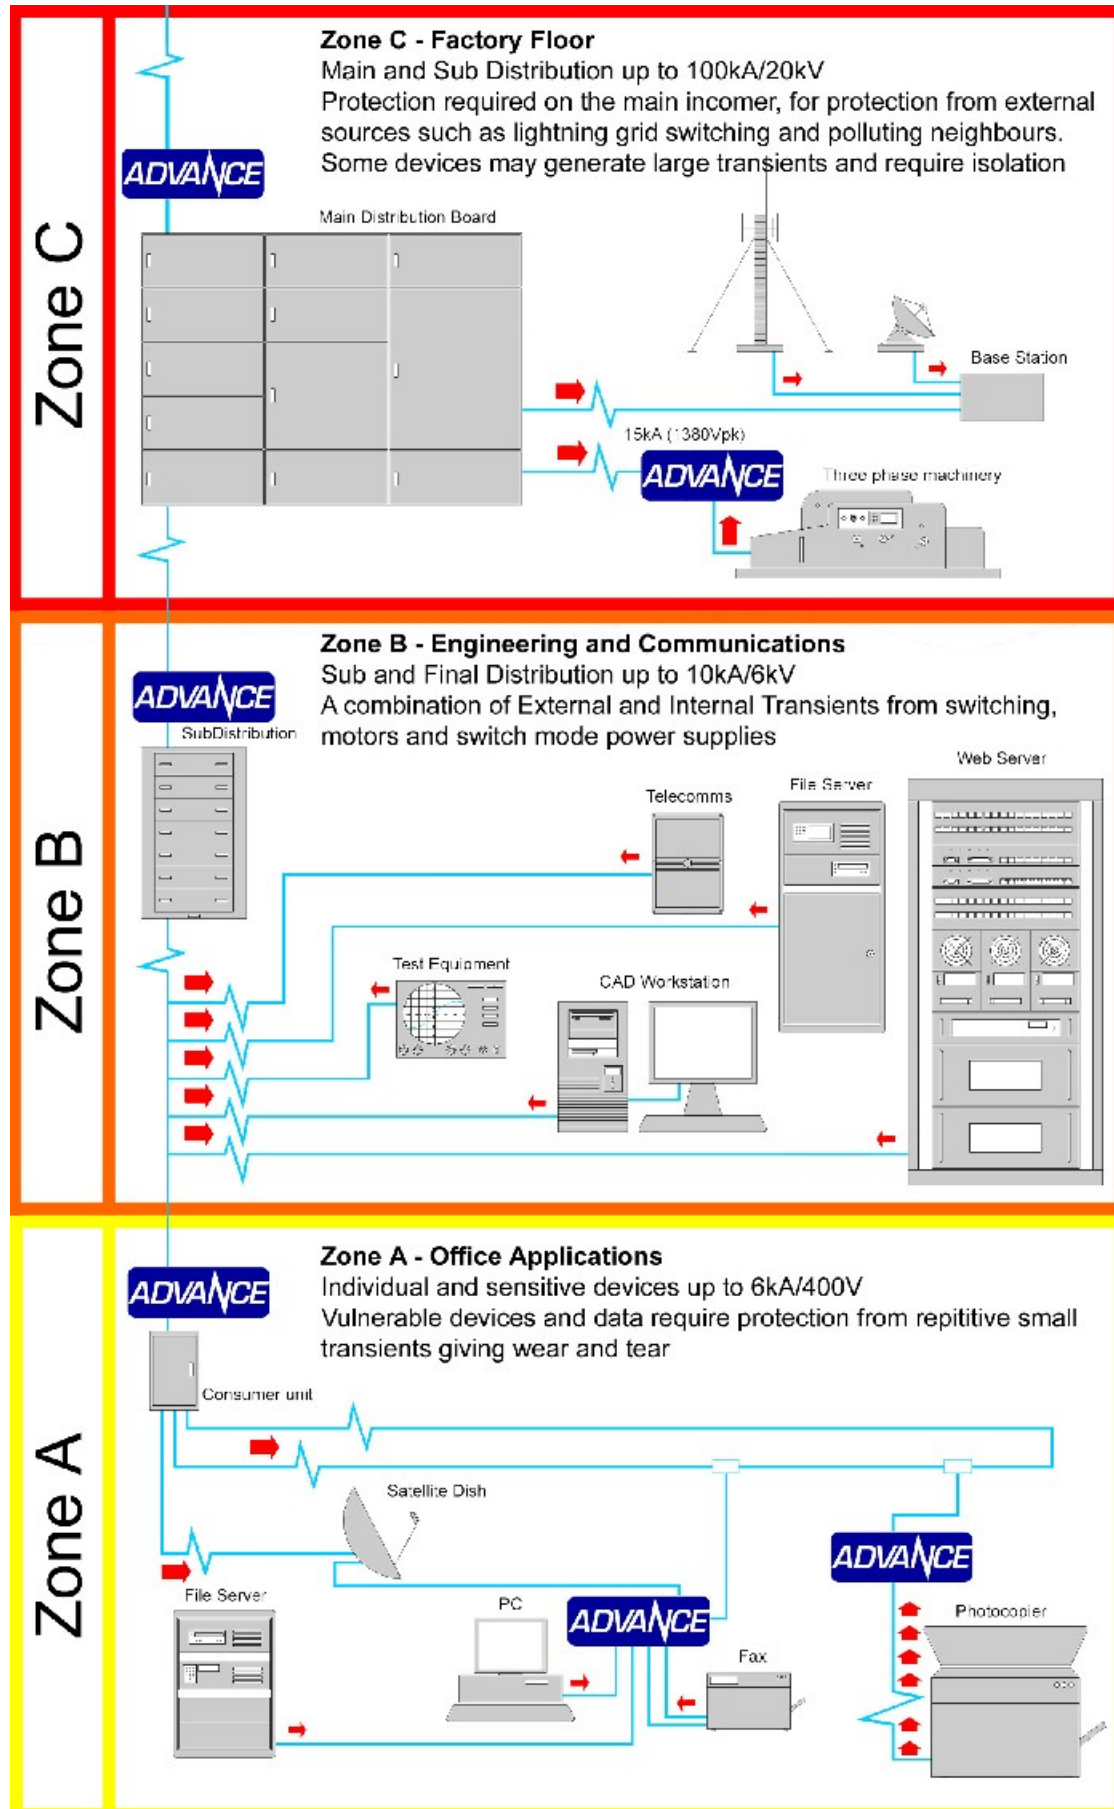 Zone C
Zone C - Factory Floor
Main and Sub Distribution up to 100kA/20kV
Protection required on the main incomer, for protection from external
sources such as lightning grid switching and polluting neighbours.
Some devices may generate large transients and require isolation
ADVANCE
Main Distribution Board
Base Station
15kA (1380Vpk)
ADVANCE
Three phase machinery
Zone B
Zone B - Engineering and Communications
Sub and Final Distribution up to 10kA/6kV
A combination of External and Internal Transients from switching,
motors and switch mode power supplies
ADVANCE
SubDistribution
Web Server
File Server
Telecomms
Test Equipment
CAD Workstation
Zone A
Zone A - Office Applications
Individual and sensitive devices up to 6kA/400V
Vulnerable devices and data require protection from repititive small
transients giving wear and tear
ADVANCE
Consumer unit
Satellite Dish
ADVANCE
File Server
PC
ADVANCE
Fax
Photocopier